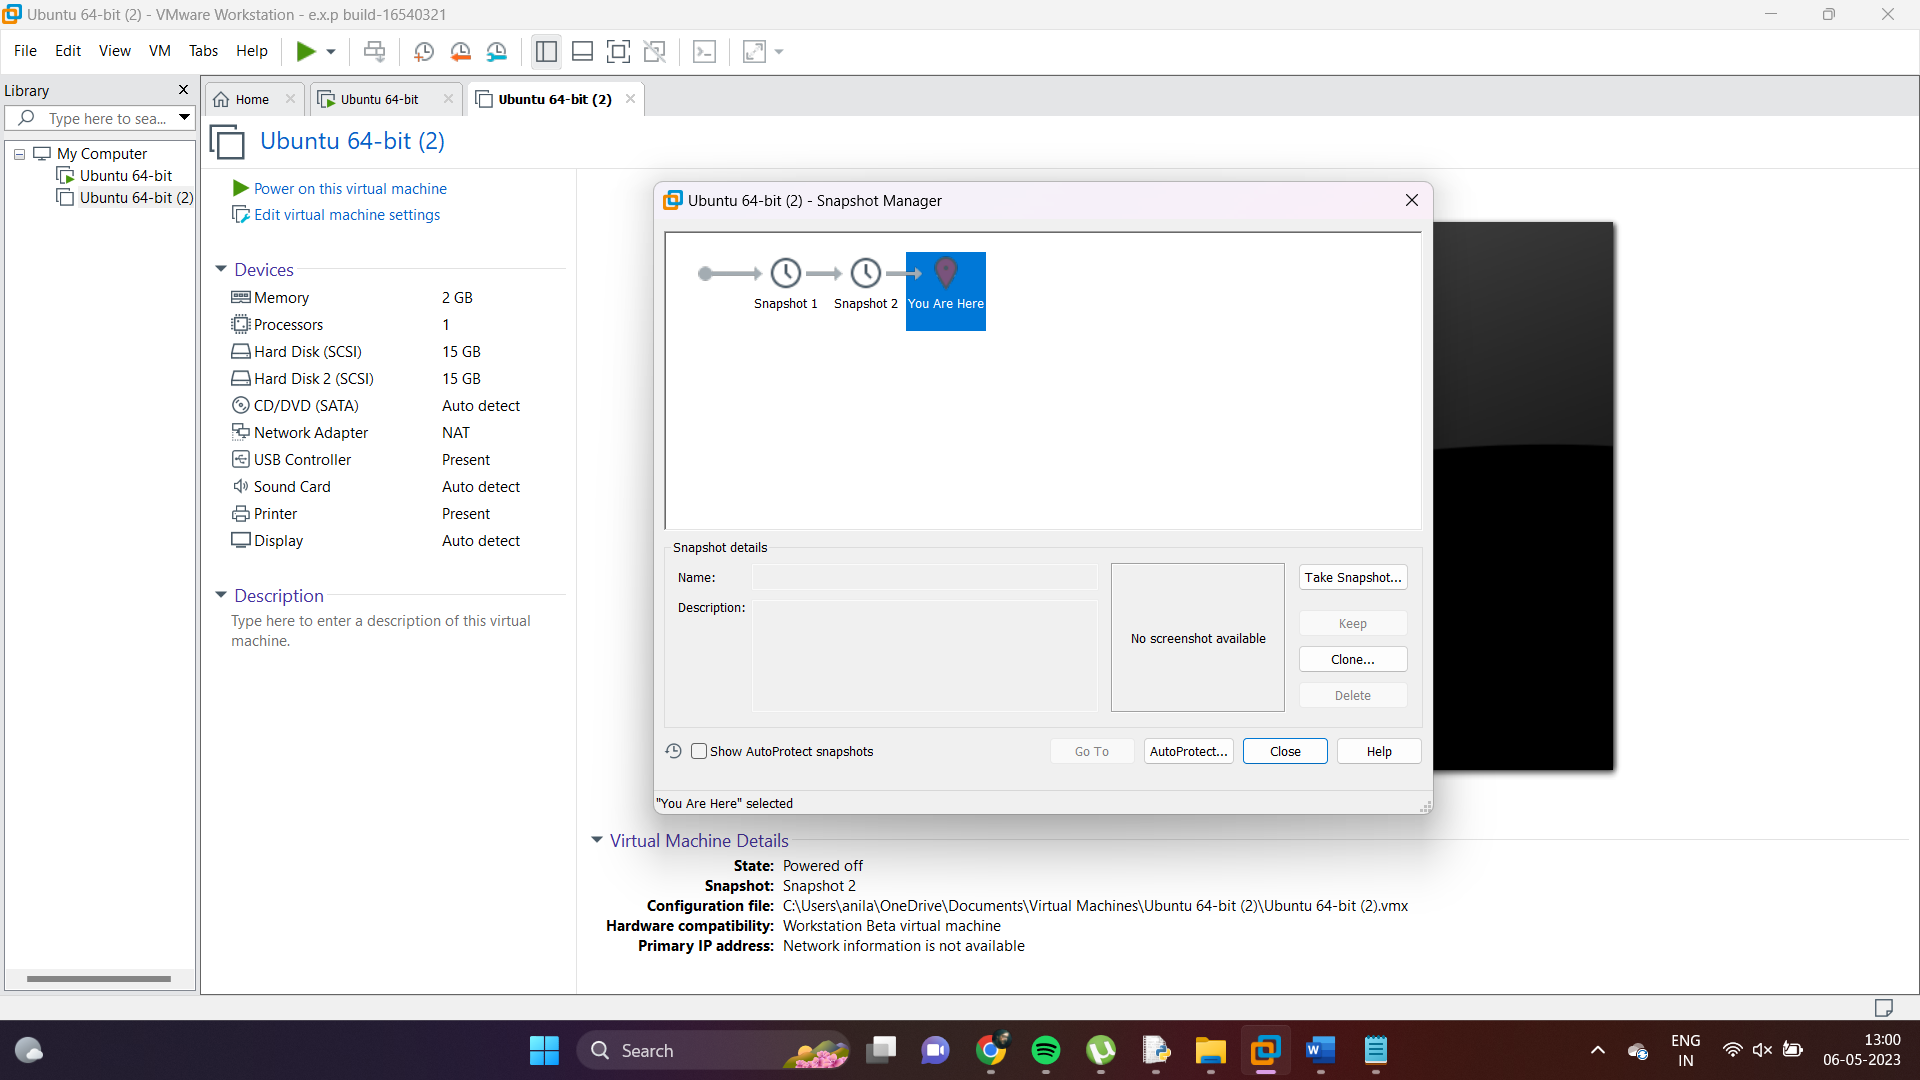 Ubuntu 64-bit (2) - VMware Workstation - e.x.p build-16540321
File Edit View VM Tabs Help
Library
Type here to sea...
My Computer
Ubuntu 64-bit
Ubuntu 64-bit (2)
Home
Ubuntu 64-bit
Ubuntu 64-bit (2)
Ubuntu 64-bit (2)
Power on this virtual machine
Edit virtual machine settings
Devices
Memory 2 GB
Processors 1
Hard Disk (SCSI) 15 GB
Hard Disk 2 (SCSI) 15 GB
CD/DVD (SATA) Auto detect
Network Adapter NAT
USB Controller Present
Sound Card Auto detect
Printer Present
Display Auto detect
Description
Type here to enter a description of this virtual
machine.
Ubuntu 64-bit (2) - Snapshot Manager
Snapshot 1 Snapshot 2 You Are Here
Snapshot details
Name:
Description:
No screenshot available
Take Snapshot...
Keep
Clone...
Delete
Show AutoProtect snapshots
Go To AutoProtect... Close Help
"You Are Here" selected
Virtual Machine Details
State: Powered off
Snapshot: Snapshot 2
Configuration file: C:\Users\anila\OneDrive\Documents\Virtual Machines\Ubuntu 64-bit (2)\Ubuntu 64-bit (2).vmx
Hardware compatibility: Workstation Beta virtual machine
Primary IP address: Network information is not available
Search
ENG
IN
13:00
06-05-2023